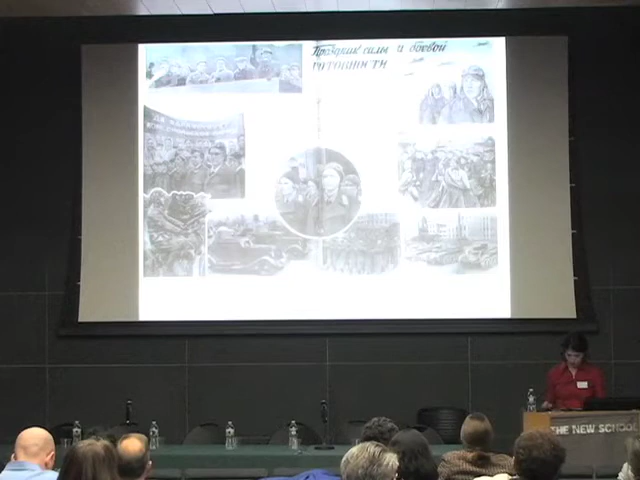 Праздник силы и боевой
готовности
THE NEW SCHOOL